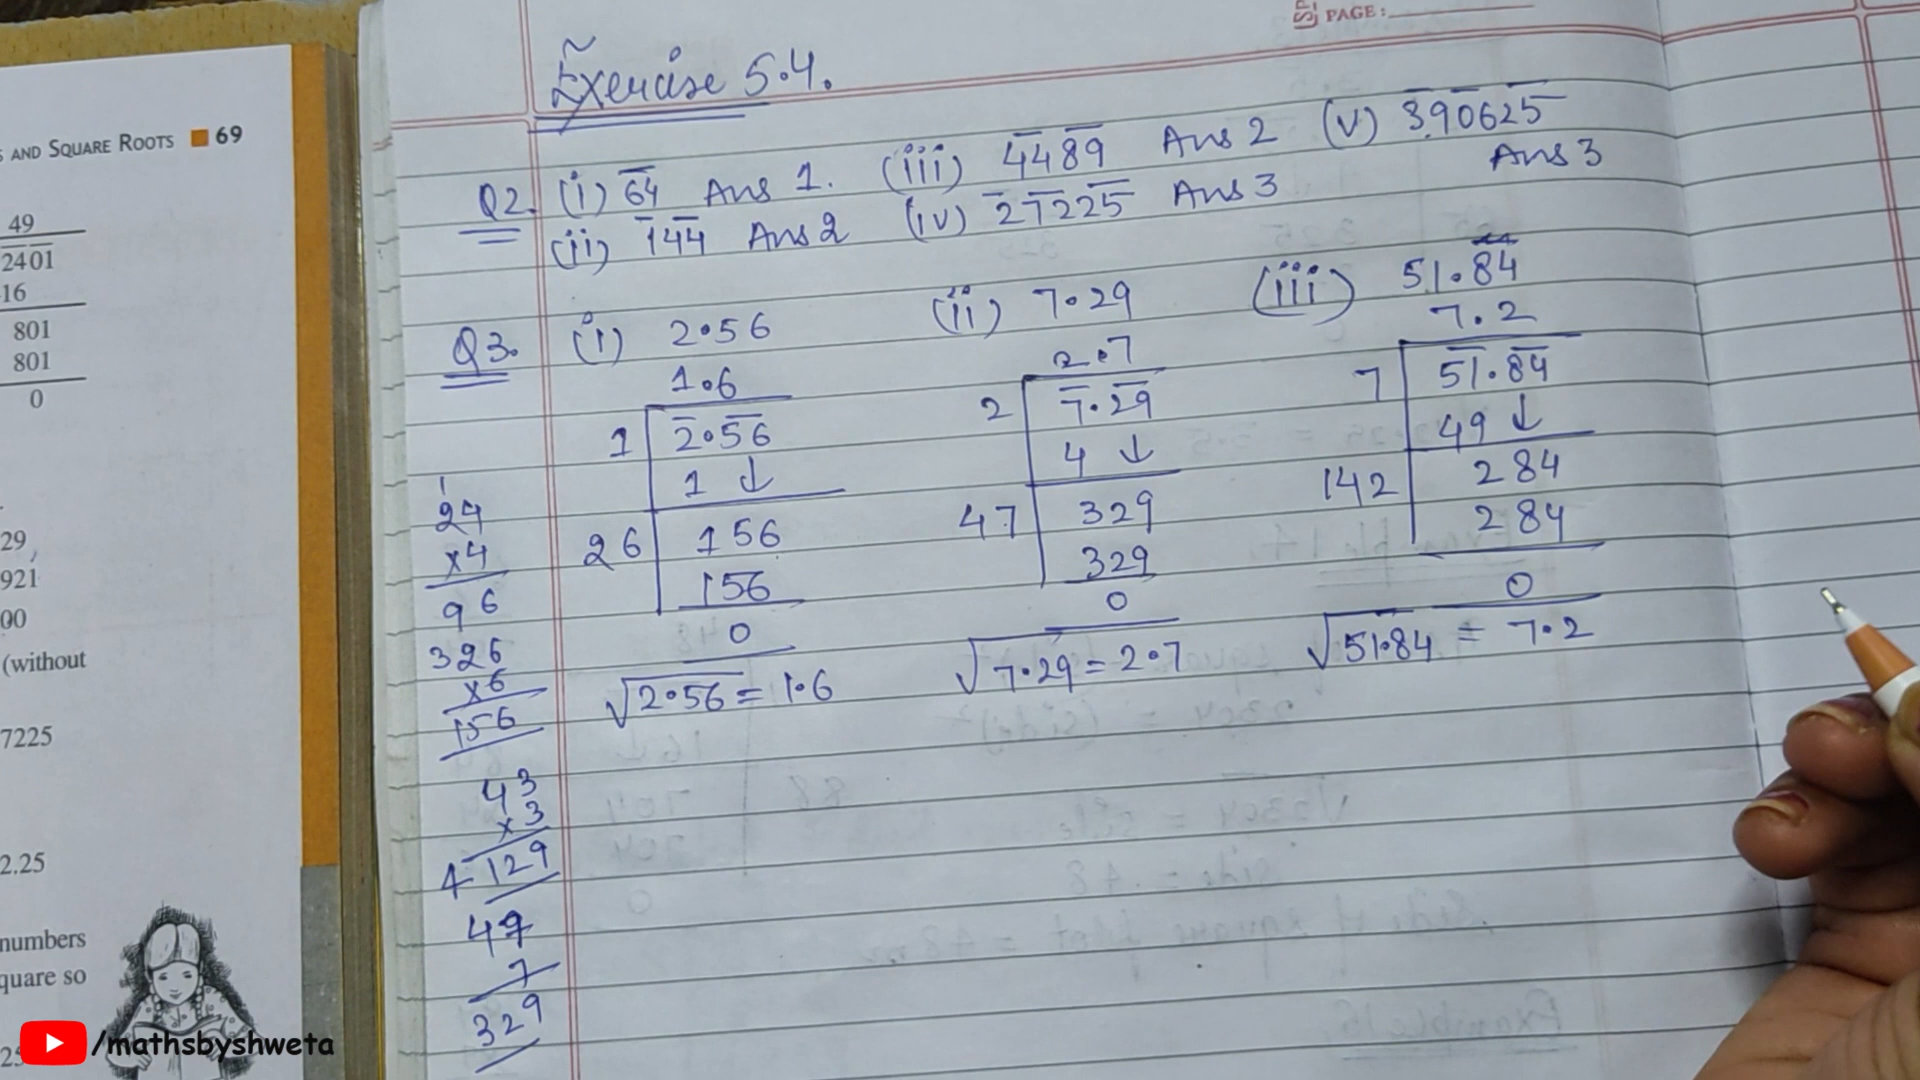 PAGE:
Exercise 5.4.
AND SQUARE ROOTS 69
Q2. (i) 64 Ans 1. (iii) 4489 Ans 2 (v) 390625
Ans 3
(ii) 144 Ans 2 (iv) 27225 Ans 3
Q3. (i) 2.56 (ii) 7.29 (iii) 51.84
1.6
1 2.56
1 ↓
26 156
156
0
√2.56 = 1.6
2.7
2 7.29
4 ↓
47 329
329
0
√7.29 = 2.7
7.2
7 51.84
49 ↓
142 284
284
0
√51.84 = 7.2
1
24
x4
96
326
x6
156
43
x3
4 129
47
7
329
49
2401
16
801
801
0
29,
921
00
(without
7225
2.25
numbers
quare so
25
/mathsbyshweta